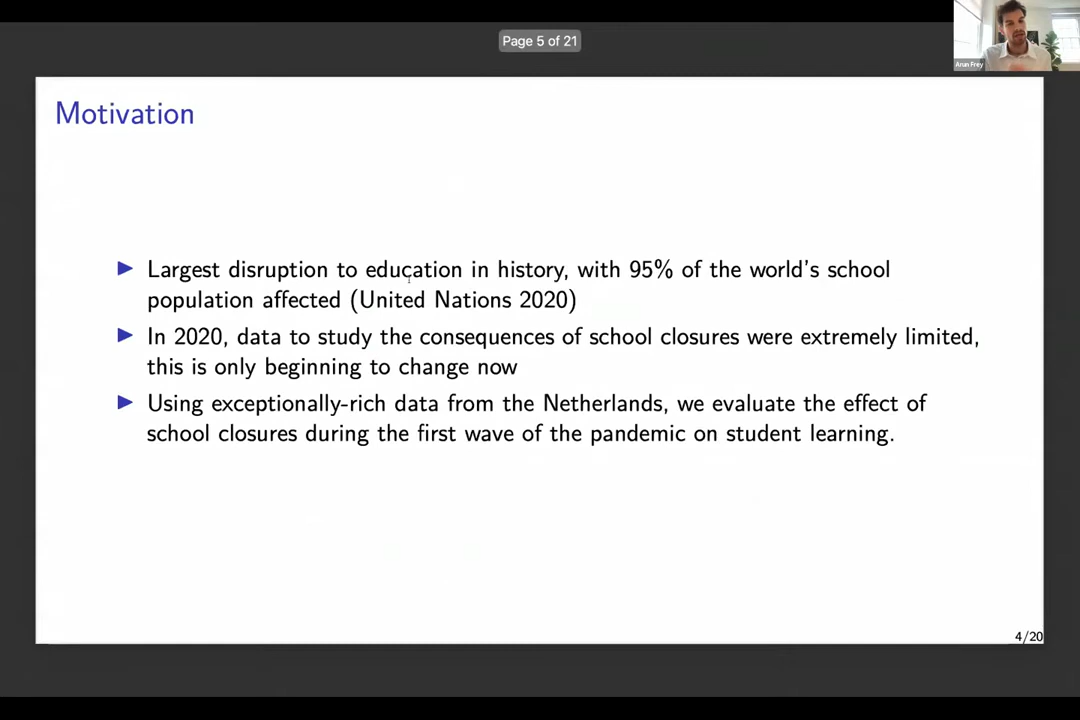 Page 5 of 21
Arun Frey
Motivation
Largest disruption to education in history, with 95% of the world's school
population affected (United Nations 2020)
In 2020, data to study the consequences of school closures were extremely limited,
this is only beginning to change now
Using exceptionally-rich data from the Netherlands, we evaluate the effect of
school closures during the first wave of the pandemic on student learning.
4/20